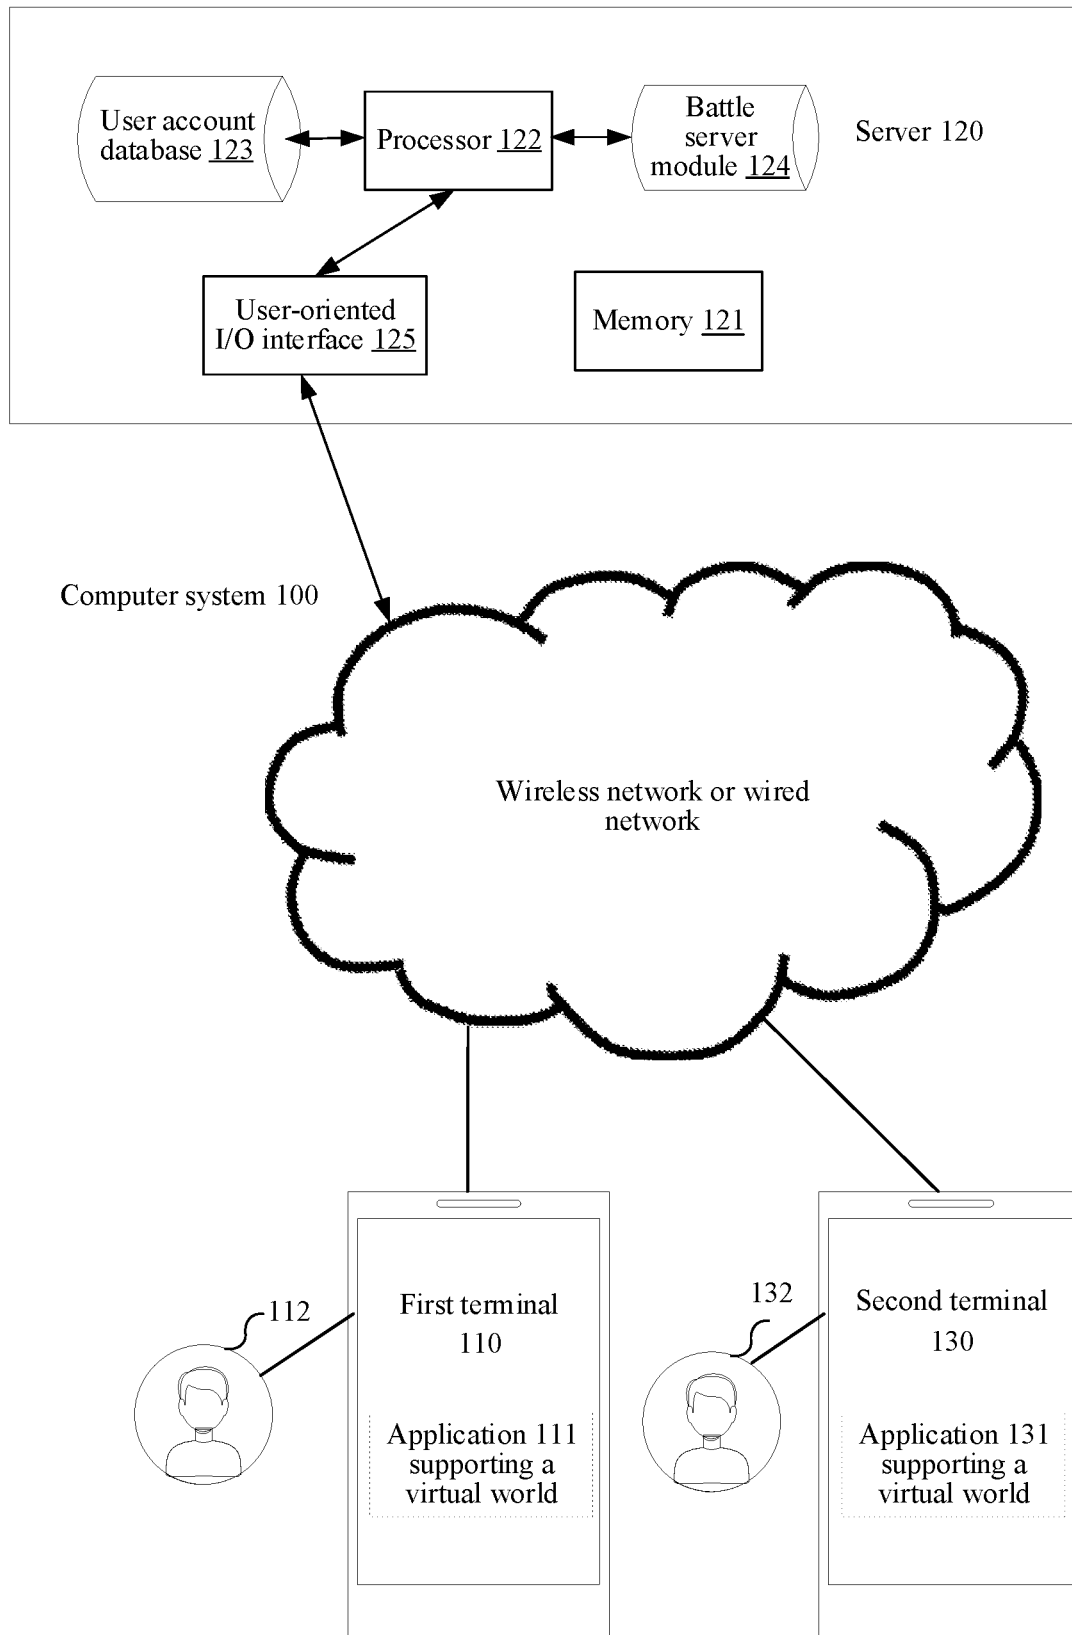 User account
database 123
Processor 122
Battle
server
module 124
Server 120
User-oriented
I/O interface 125
Memory 121
Computer system 100
Wireless network or wired
network
112
First terminal
110
Application 111
supporting a
virtual world
132
Second terminal
130
Application 131
supporting a
virtual world